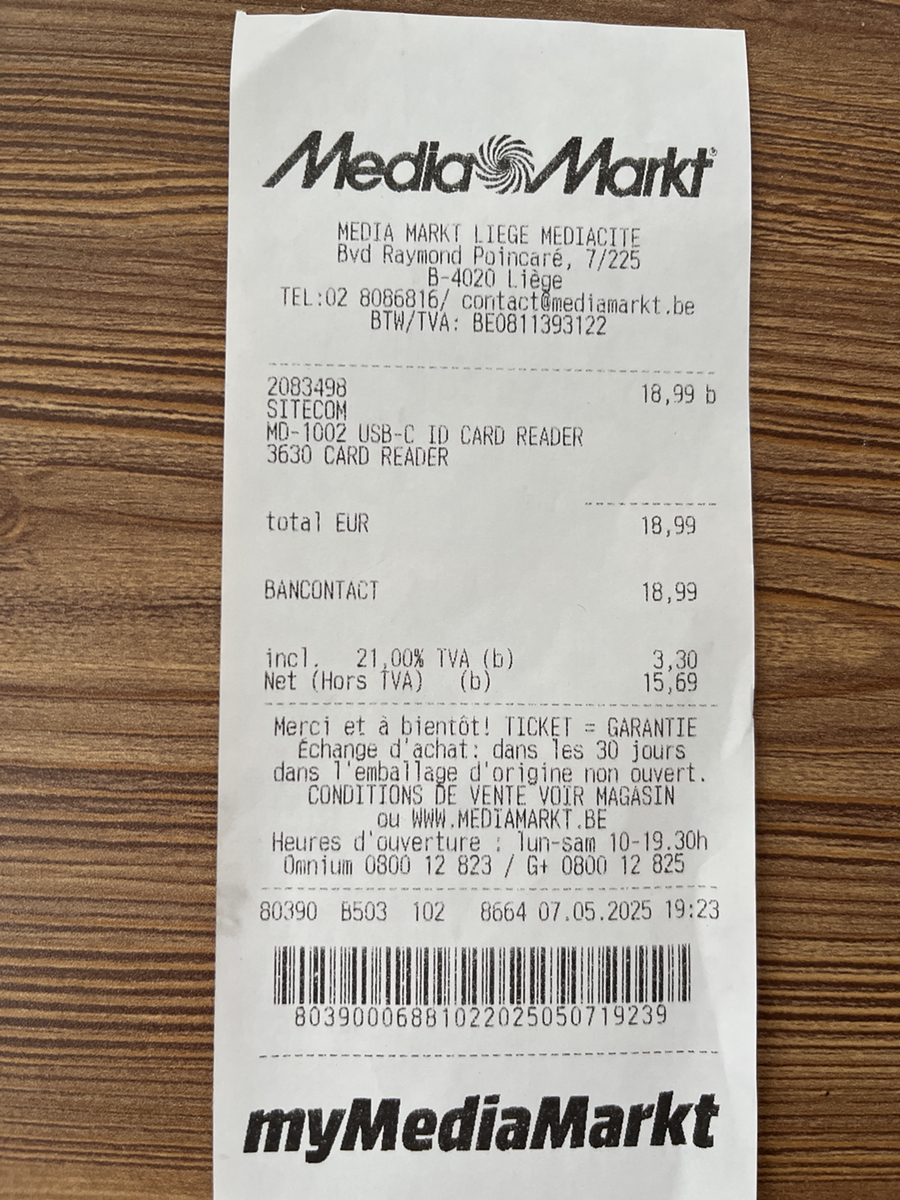 MediaMarkt
MEDIA MARKT LIEGE MEDIACITE
Bvd Raymond Poincaré, 7/225
B-4020 Liège
TEL:02 8086816/ contact@mediamarkt.be
BTW/TVA: BE0811393122
2083498 18,99 b
SITECOM
MD-1002 USB-C ID CARD READER
3630 CARD READER
total EUR 18,99
BANCONTACT 18,99
incl. 21,00% TVA (b) 3,30
Net (Hors TVA) (b) 15,69
Merci et à bientôt! TICKET = GARANTIE
Échange d'achat: dans les 30 jours
dans l'emballage d'origine non ouvert.
CONDITIONS DE VENTE VOIR MAGASIN
ou WWW.MEDIAMARKT.BE
Heures d'ouverture : lun-sam 10-19.30h
Omnium 0800 12 823 / G+ 0800 12 825
80390 B503 102 8664 07.05.2025 19:23
8039000688102202505071923​9
myMediaMarkt